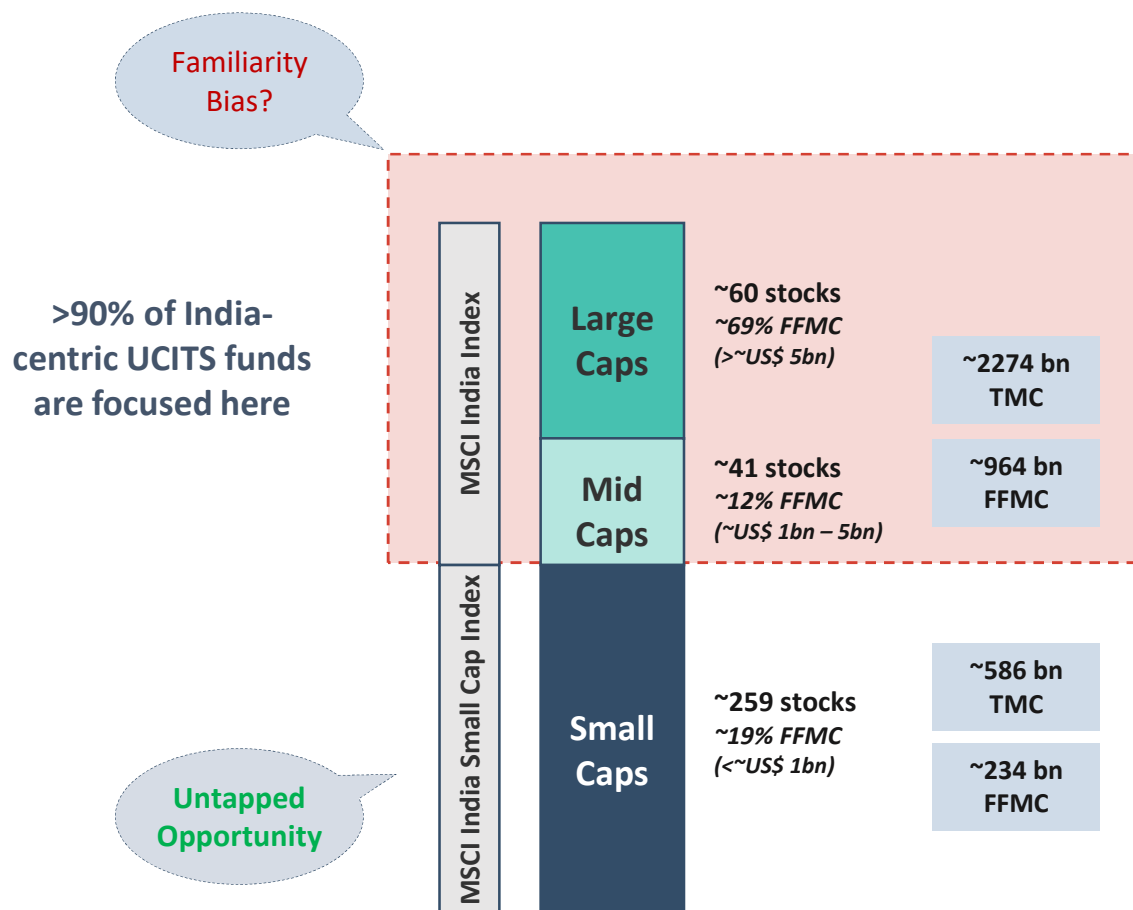 Familiarity
Bias?
>90% of India-
centric UCITS funds
are focused here
MSCI India Index
Large
Caps
~60 stocks
~69% FFMC
(>~US$ 5bn)
~2274 bn
TMC
Mid
Caps
~41 stocks
~12% FFMC
(~US$ 1bn – 5bn)
~964 bn
FFMC
MSCI India Small Cap Index
Small
Caps
~259 stocks
~19% FFMC
(<~US$ 1bn)
~586 bn
TMC
~234 bn
FFMC
Untapped
Opportunity